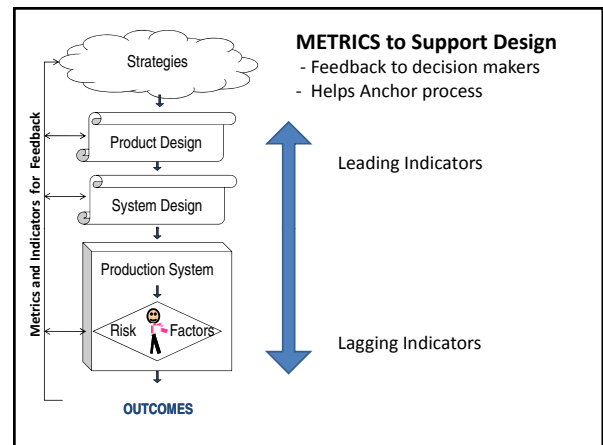 METRICS to Support Design
- Feedback to decision makers
- Helps Anchor process
Strategies
Product Design
System Design
Production System
Risk Factors
OUTCOMES
Metrics and Indicators for Feedback
Leading Indicators
Lagging Indicators